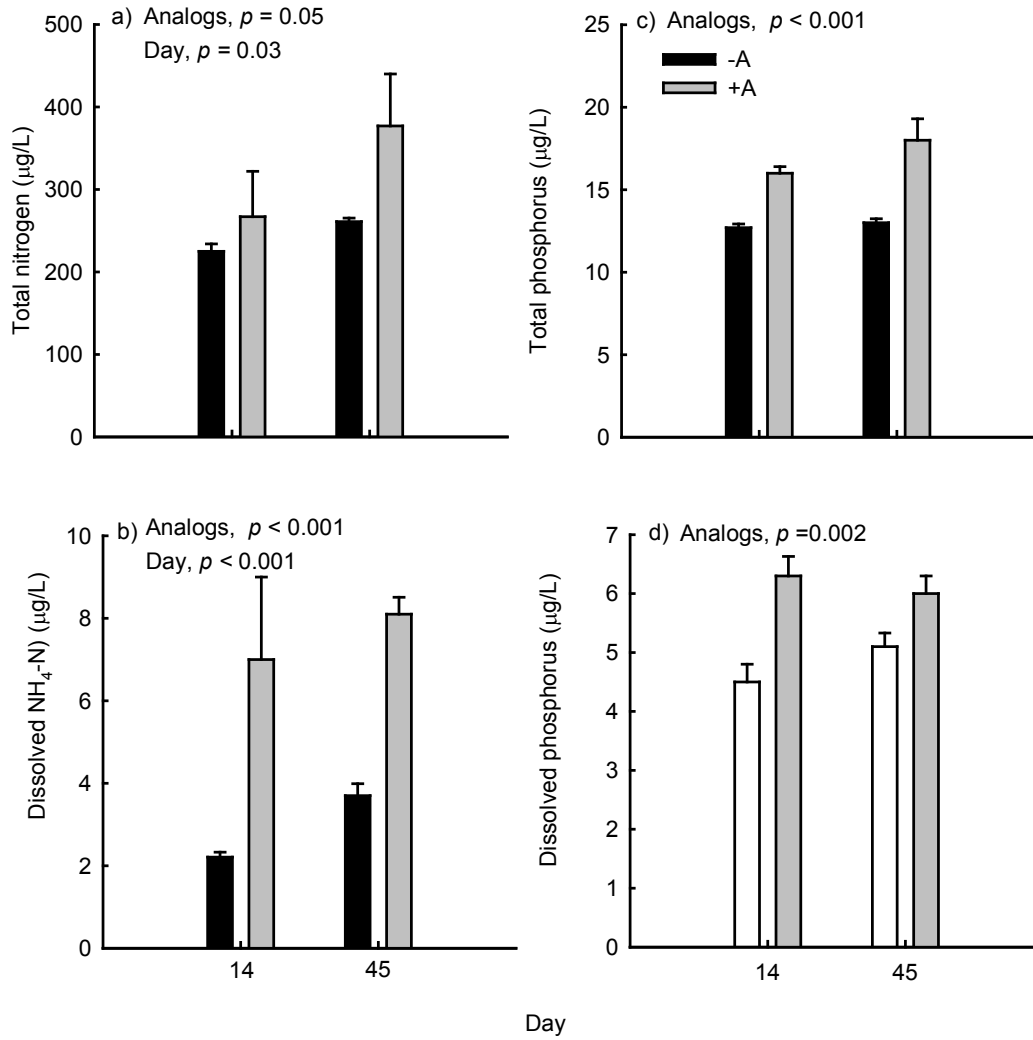 a) Analogs, p = 0.05
Day, p = 0.03
Total nitrogen (µg/L)
500
400
300
200
100
0
c) Analogs, p < 0.001
-A
+A
Total phosphorus (µg/L)
25
20
15
10
5
0
b) Analogs, p < 0.001
Day, p < 0.001
Dissolved NH₄-N) (µg/L)
10
8
6
4
2
0
14 45
d) Analogs, p =0.002
Dissolved phosphorus (µg/L)
7
6
5
4
3
2
1
0
14 45
Day